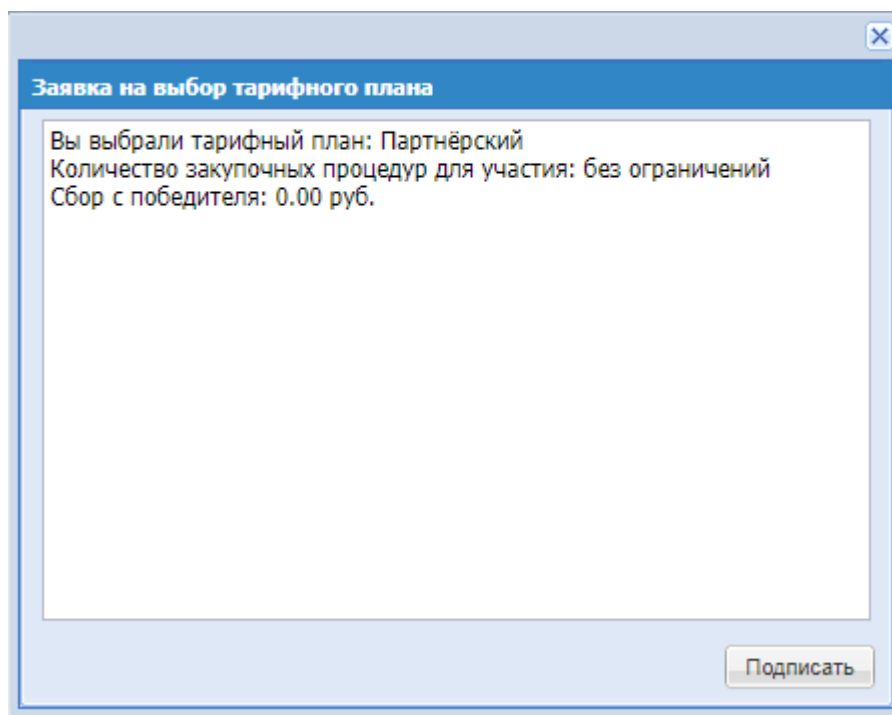 Заявка на выбор тарифного плана
Вы выбрали тарифный план: Партнёрский
Количество закупочных процедур для участия: без ограничений
Сбор с победителя: 0.00 руб.
Подписать